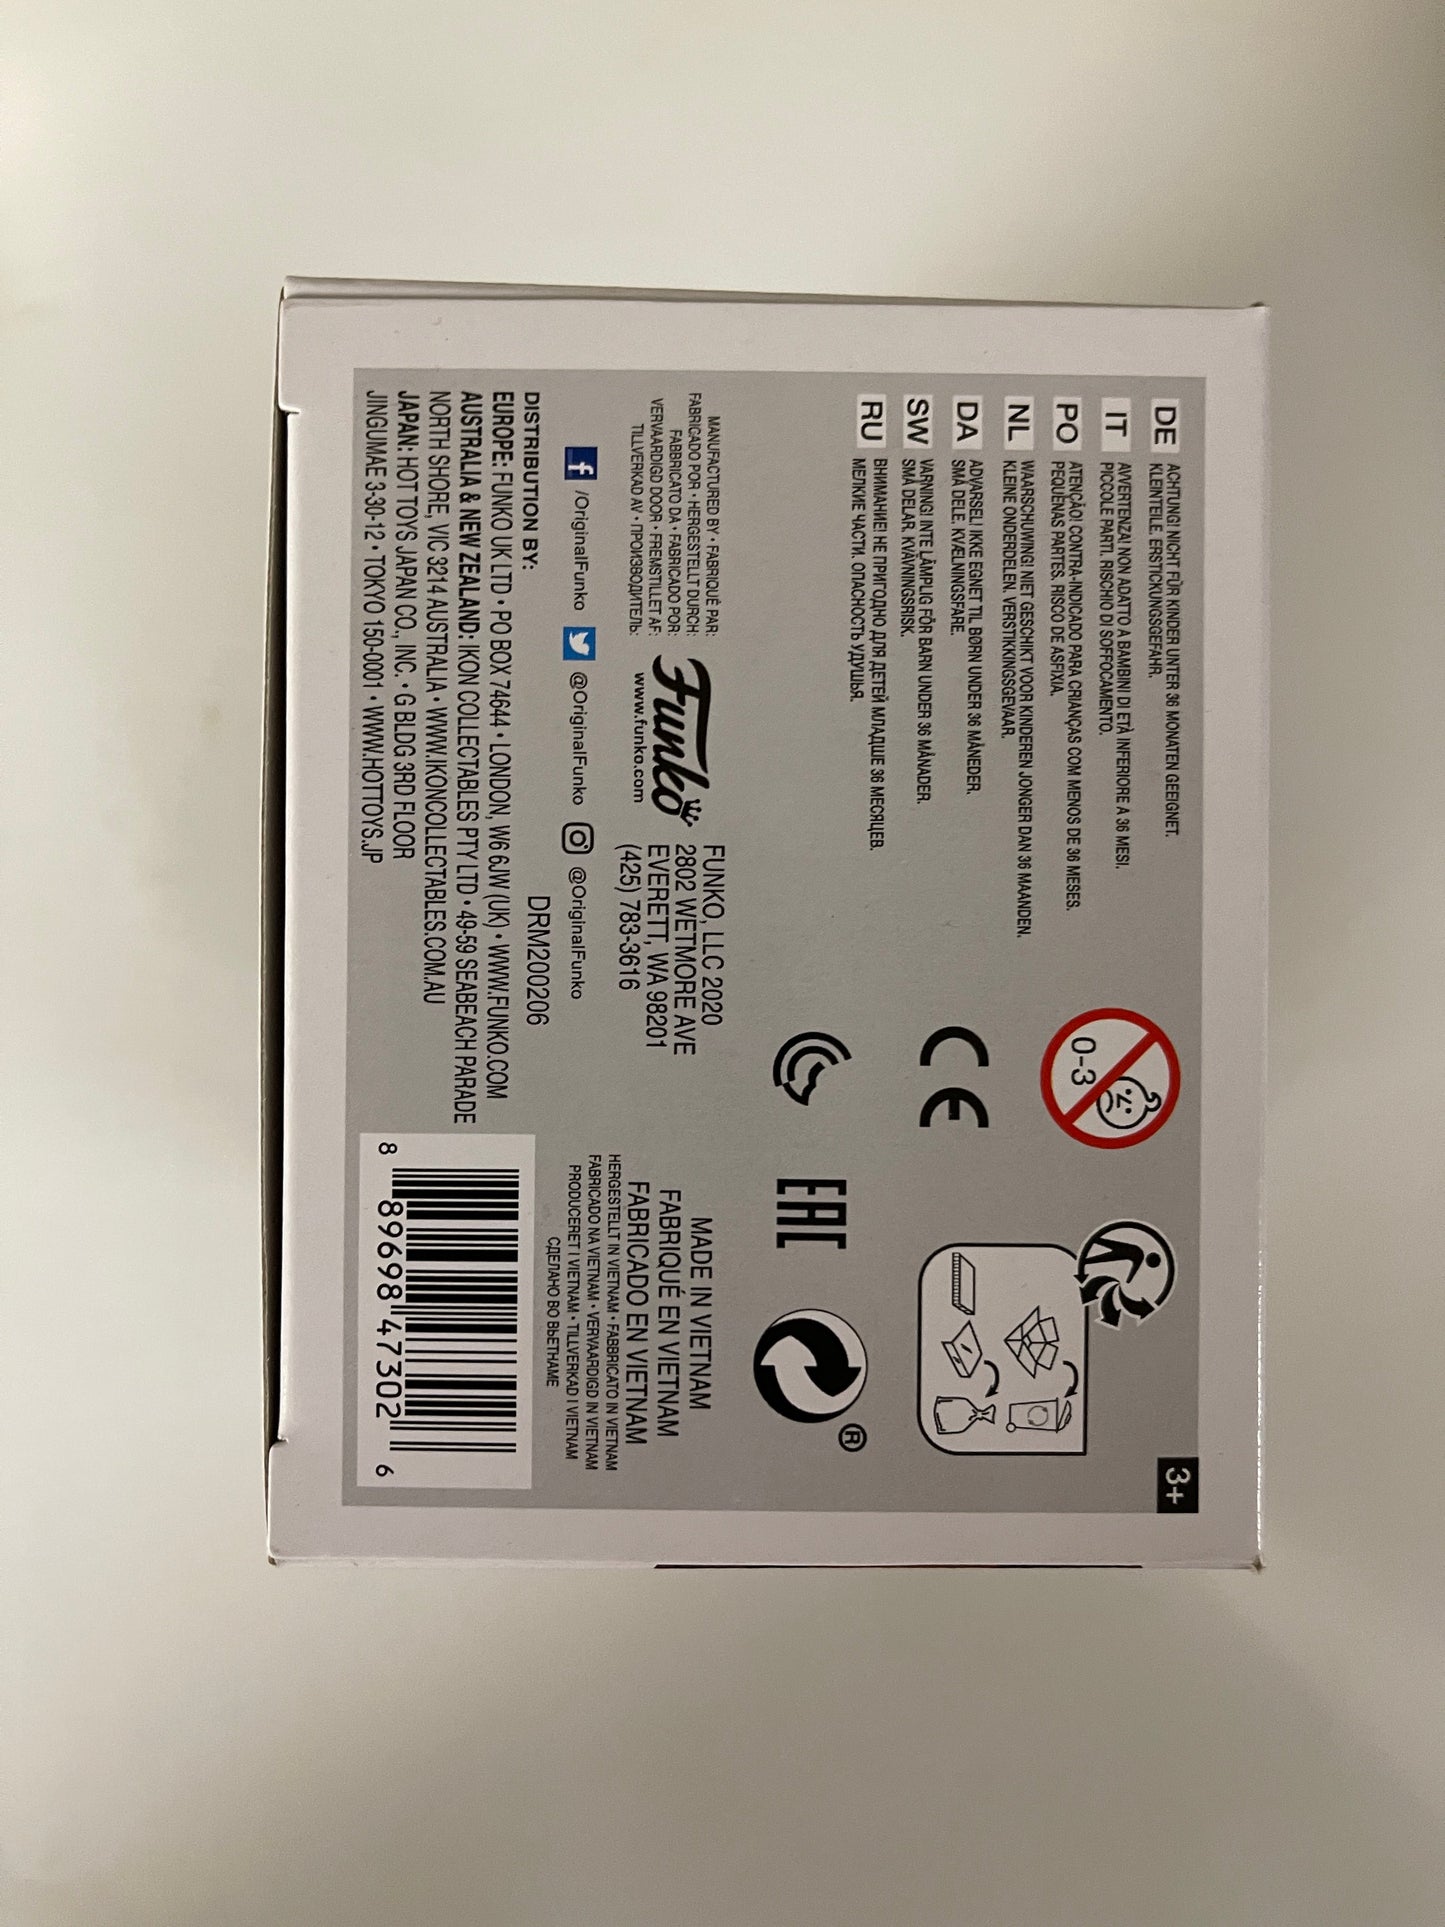 3+
DE ACHTUNG! NICHT FÜR KINDER UNTER 36 MONATEN GEEIGNET.
KLEINTEILE. ERSTICKUNGSGEFAHR.
IT AVVERTENZA! NON ADATTO A BAMBINI DI ETÀ INFERIORE A 36 MESI.
PICCOLE PARTI. RISCHIO DI SOFFOCAMENTO.
PO ATENÇÃO! CONTRA-INDICADO PARA CRIANÇAS COM MENOS DE 36 MESES.
PEQUENAS PARTES. RISCO DE ASFIXIA.
NL WAARSCHUWING! NIET GESCHIKT VOOR KINDEREN JONGER DAN 36 MAANDEN.
KLEINE ONDERDELEN. VERSTIKKINGSGEVAAR.
DA ADVARSEL! IKKE EGNET TIL BØRN UNDER 36 MÅNEDER.
SMÅ DELE. KVÆLNINGSFARE.
SW VARNING! INTE LÄMPLIG FÖR BARN UNDER 36 MÅNADER.
SMÅ DELAR. KVÄVNINGSRISK.
RU ВНИМАНИЕ! НЕ ПРИГОДНО ДЛЯ ДЕТЕЙ МЛАДШЕ 36 МЕСЯЦЕВ.
МЕЛКИЕ ЧАСТИ. ОПАСНОСТЬ УДУШЬЯ.
0-3
CE
EAC
®
MANUFACTURED BY • FABRIQUÉ PAR:
FABRICADO POR • HERGESTELLT DURCH:
FABBRICATO DA • FABRICADO POR:
VERVAARDIGD DOOR • FREMSTILLET AF:
TILLVERKAD AV • ПРОИЗВОДИТЕЛЬ:
Funko
www.funko.com
FUNKO, LLC 2020
2802 WETMORE AVE
EVERETT, WA 98201
(425) 783-3616
MADE IN VIETNAM
FABRIQUÉ EN VIETNAM
FABRICADO EN VIETNAM
HERGESTELLT IN VIETNAM • FABBRICATO IN VIETNAM
FABRICADO NA VIETNAM • VERVAARDIGD IN VIETNAM
PRODUCERET I VIETNAM • TILLVERKAD I VIETNAM
СДЕЛАНО ВО ВЬЕТНАМЕ
/OriginalFunko @OriginalFunko @OriginalFunko
DRM200206
DISTRIBUTION BY:
EUROPE: FUNKO UK LTD • PO BOX 74644 • LONDON, W6 6JW (UK) • WWW.FUNKO.COM
AUSTRALIA & NEW ZEALAND: IKON COLLECTABLES PTY LTD • 49-59 SEABEACH PARADE
NORTH SHORE, VIC 3214 AUSTRALIA • WWW.IKONCOLLECTABLES.COM.AU
JAPAN: HOT TOYS JAPAN CO., INC. • G BLDG 3RD FLOOR
JINGUMAE 3-30-12 • TOKYO 150-0001 • WWW.HOTTOYS.JP
8 89698 47302 6